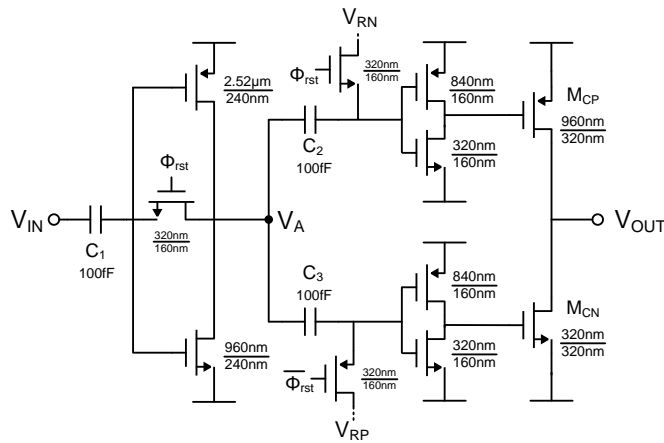 V_RN
Φ_rst
320nm
160nm
2.52µm
240nm
840nm
160nm
M_CP
960nm
320nm
C_2
100fF
320nm
160nm
Φ_rst
V_IN
C_1
100fF
320nm
160nm
V_A
V_OUT
C_3
100fF
840nm
160nm
M_CN
960nm
240nm
320nm
160nm
320nm
320nm
Φ̅_rst
320nm
160nm
V_RP